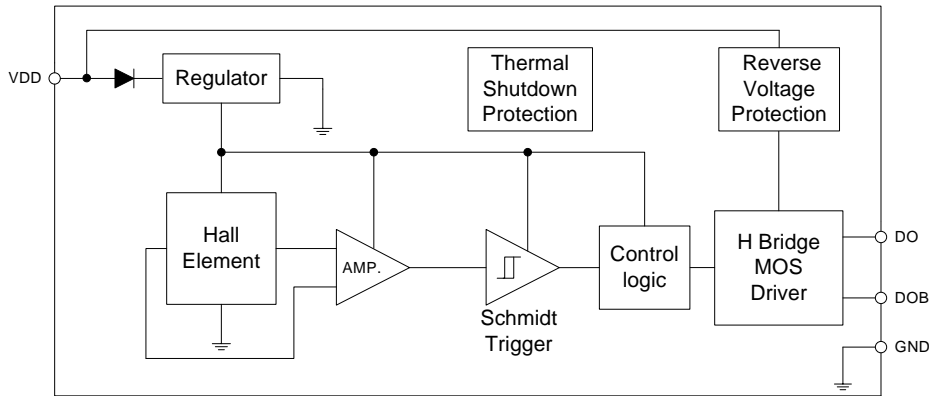 VDD
Regulator
Thermal
Shutdown
Protection
Reverse
Voltage
Protection
Hall
Element
AMP.
Schmidt
Trigger
Control
logic
H Bridge
MOS
Driver
DO
DOB
GND